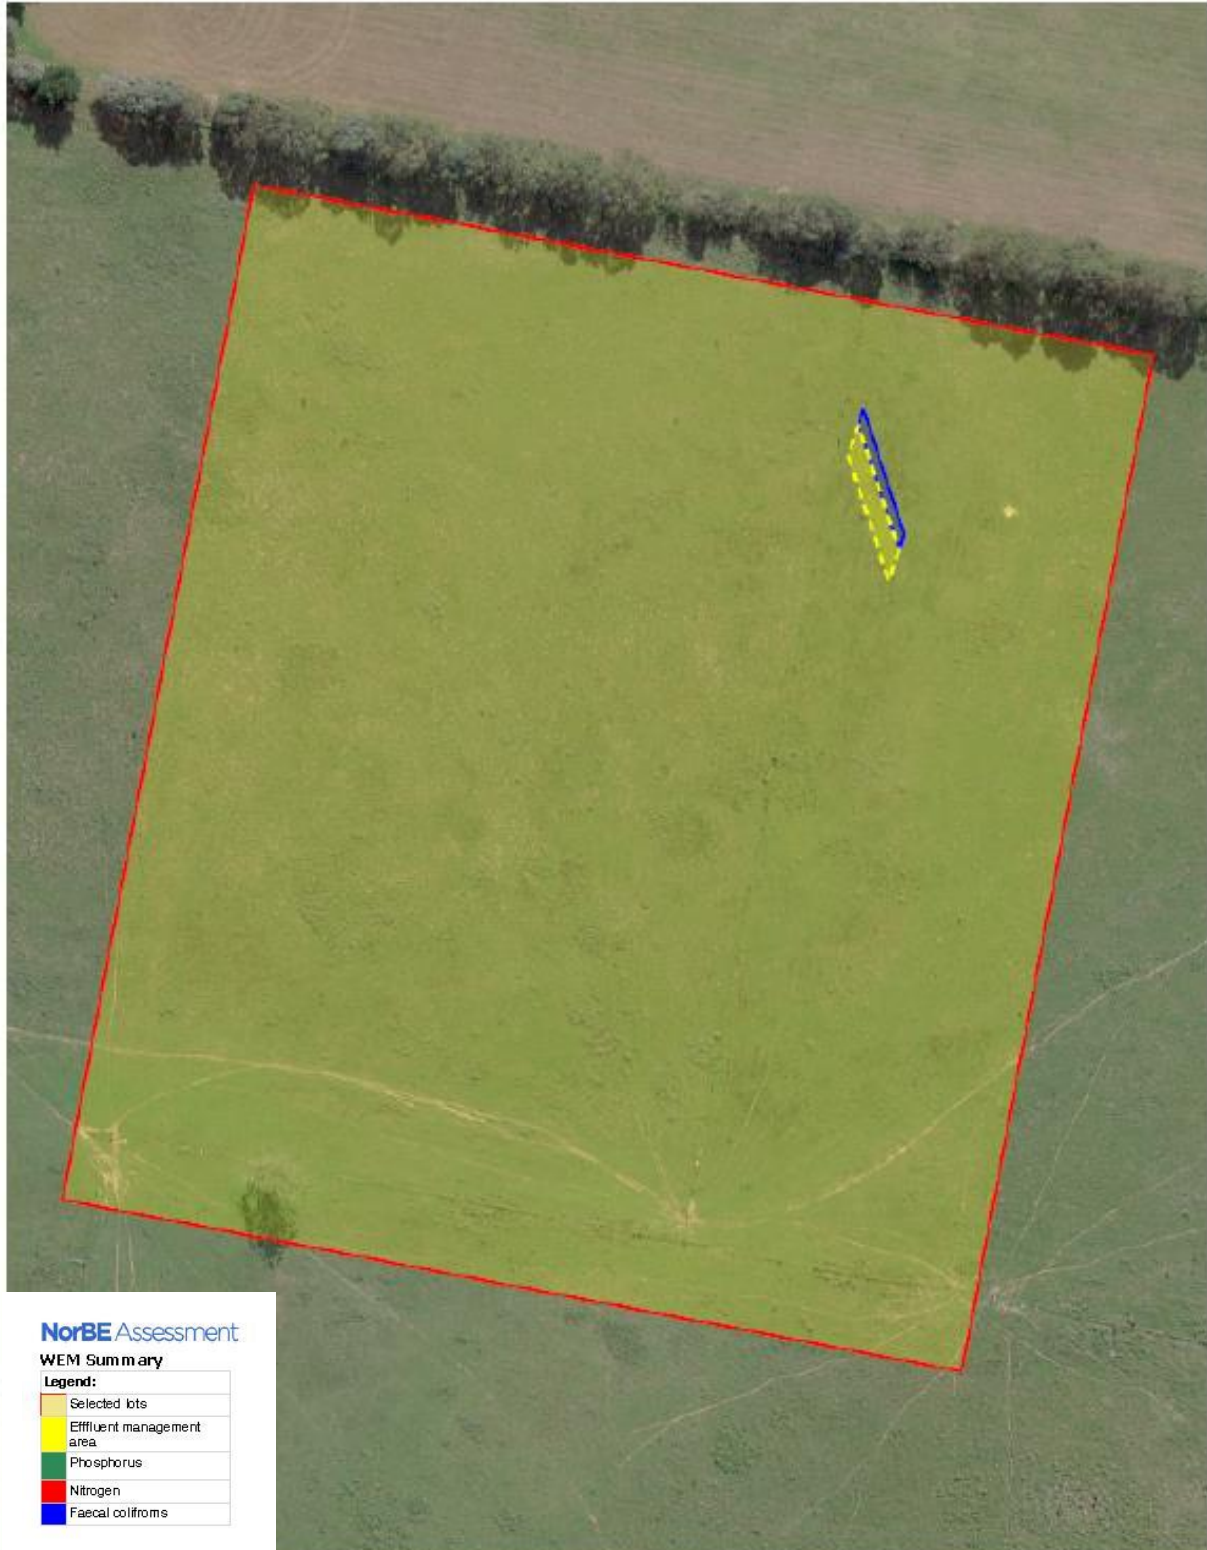 NorBE Assessment
WEM Summary
Legend:
Selected lots
Efffluent management
area
Phosphorus
Nitrogen
Faecal colifroms